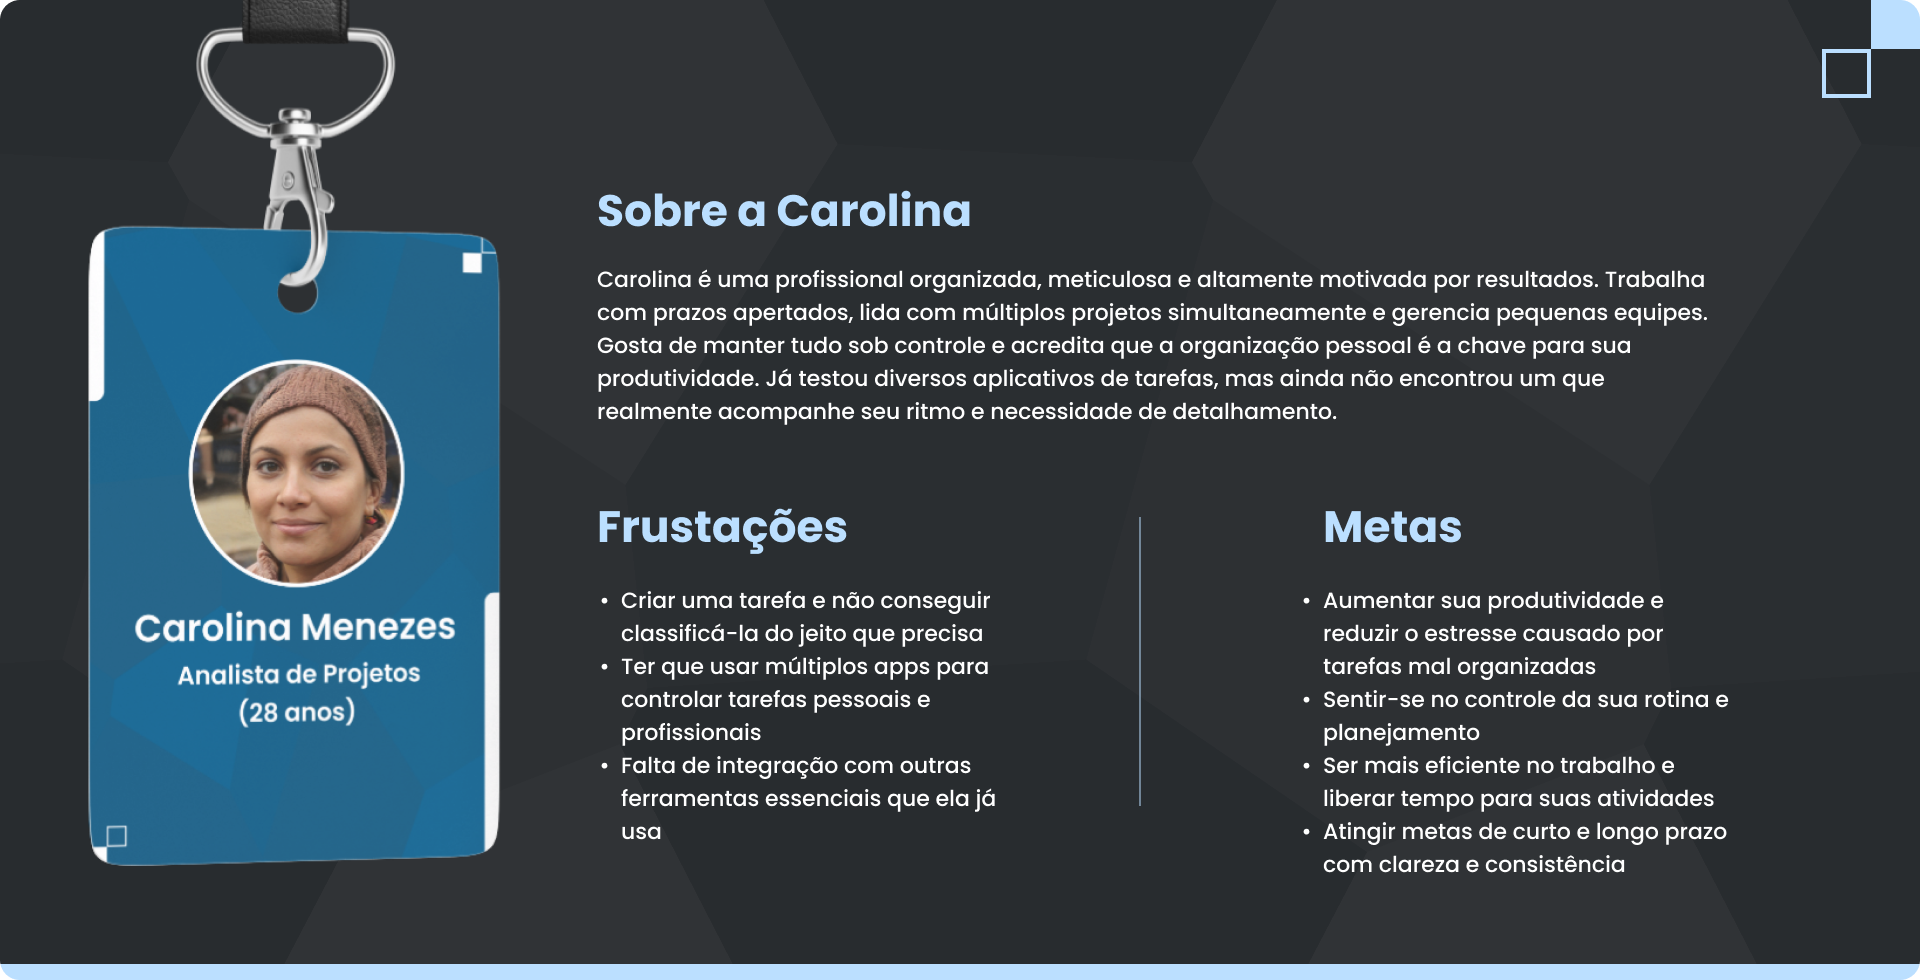 Sobre a Carolina
Carolina é uma profissional organizada, meticulosa e altamente motivada por resultados. Trabalha
com prazos apertados, lida com múltiplos projetos simultaneamente e gerencia pequenas equipes.
Gosta de manter tudo sob controle e acredita que a organização pessoal é a chave para sua
produtividade. Já testou diversos aplicativos de tarefas, mas ainda não encontrou um que
realmente acompanhe seu ritmo e necessidade de detalhamento.
Carolina Menezes
Analista de Projetos
(28 anos)
Frustações
• Criar uma tarefa e não conseguir
classificá-la do jeito que precisa
• Ter que usar múltiplos apps para
controlar tarefas pessoais e
profissionais
• Falta de integração com outras
ferramentas essenciais que ela já
usa
Metas
• Aumentar sua produtividade e
reduzir o estresse causado por
tarefas mal organizadas
• Sentir-se no controle da sua rotina e
planejamento
• Ser mais eficiente no trabalho e
liberar tempo para suas atividades
• Atingir metas de curto e longo prazo
com clareza e consistência